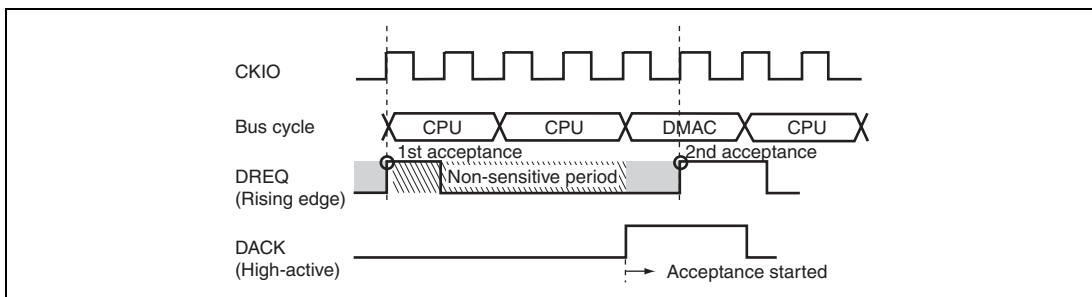 CKIO
Bus cycle
CPU
CPU
DMAC
CPU
1st acceptance
2nd acceptance
DREQ
(Rising edge)
Non-sensitive period
DACK
(High-active)
Acceptance started